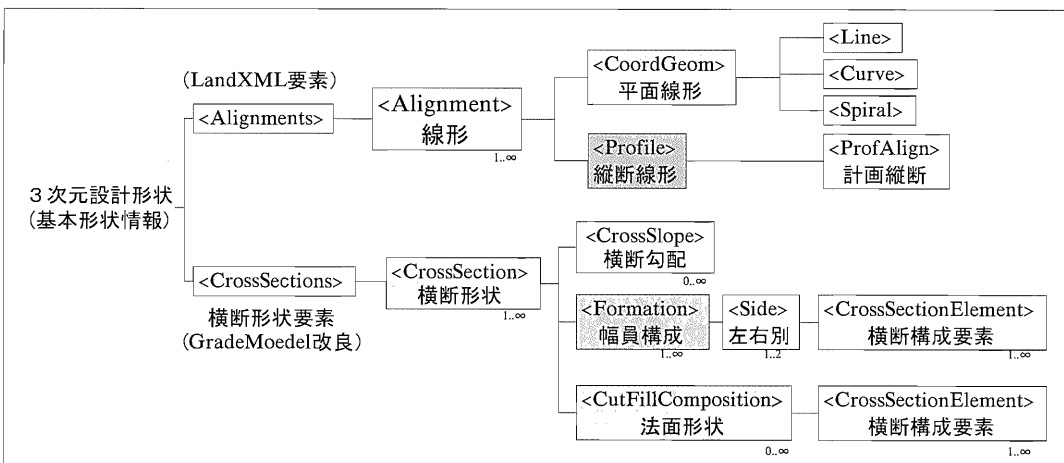 3次元設計形状
(基本形状情報)
(LandXML要素)
<Alignments>
<Alignment>
線形
1..∞
<CoordGeom>
平面線形
<Line>
<Curve>
<Spiral>
<Profile>
縦断線形
<ProfAlign>
計画縦断
<CrossSections>
横断形状要素
(GradeMoedel改良)
<CrossSection>
横断形状
1..∞
<CrossSlope>
横断勾配
0..∞
<Formation>
幅員構成
1..∞
<Side>
左右別
1..2
<CrossSectionElement>
横断構成要素
1..∞
<CutFillComposition>
法面形状
0..∞
<CrossSectionElement>
横断構成要素
1..∞